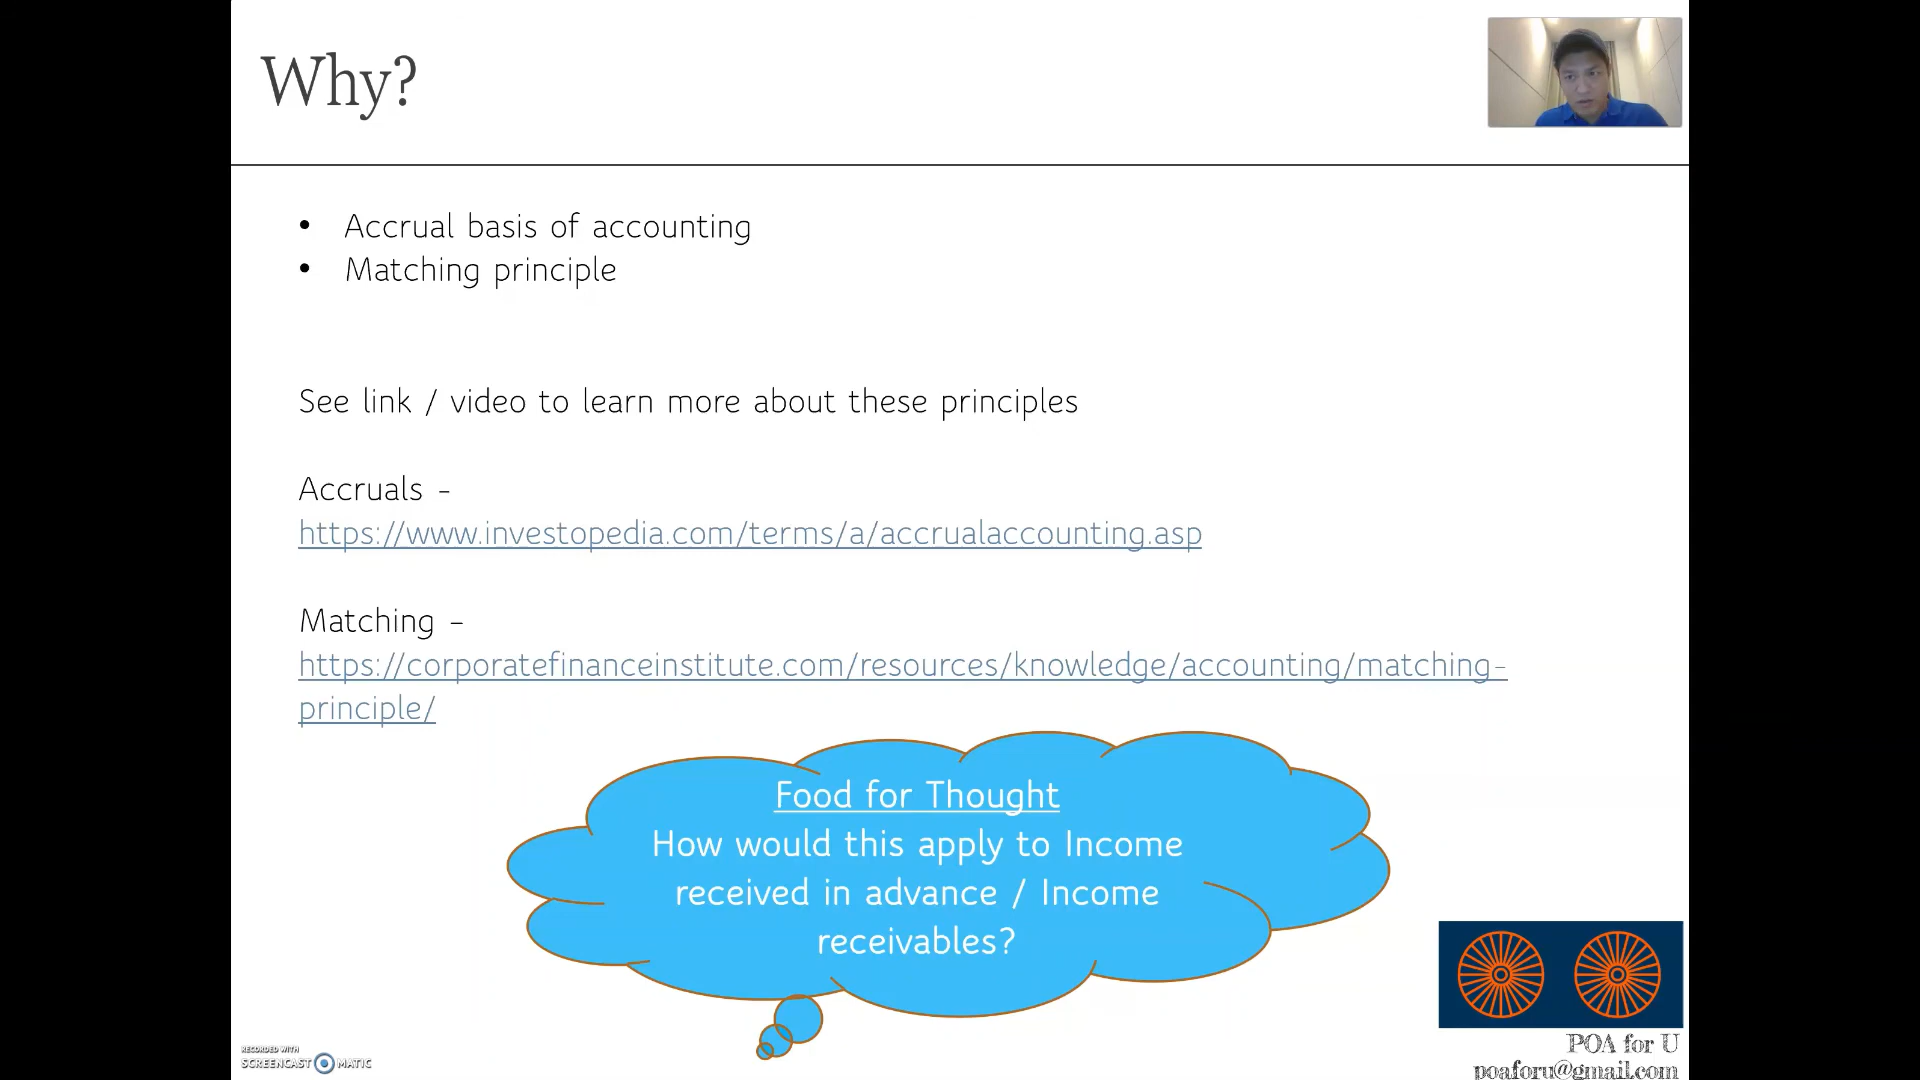 Why?
• Accrual basis of accounting
• Matching principle
See link / video to learn more about these principles
Accruals -
https://www.investopedia.com/terms/a/accrualaccounting.asp
Matching –
https://corporatefinanceinstitute.com/resources/knowledge/accounting/matching-
principle/
Food for Thought
How would this apply to Income
received in advance / Income
receivables?
RECORDED WITH
SCREENCAST MATIC
POA for U
poaforu@gmail.com